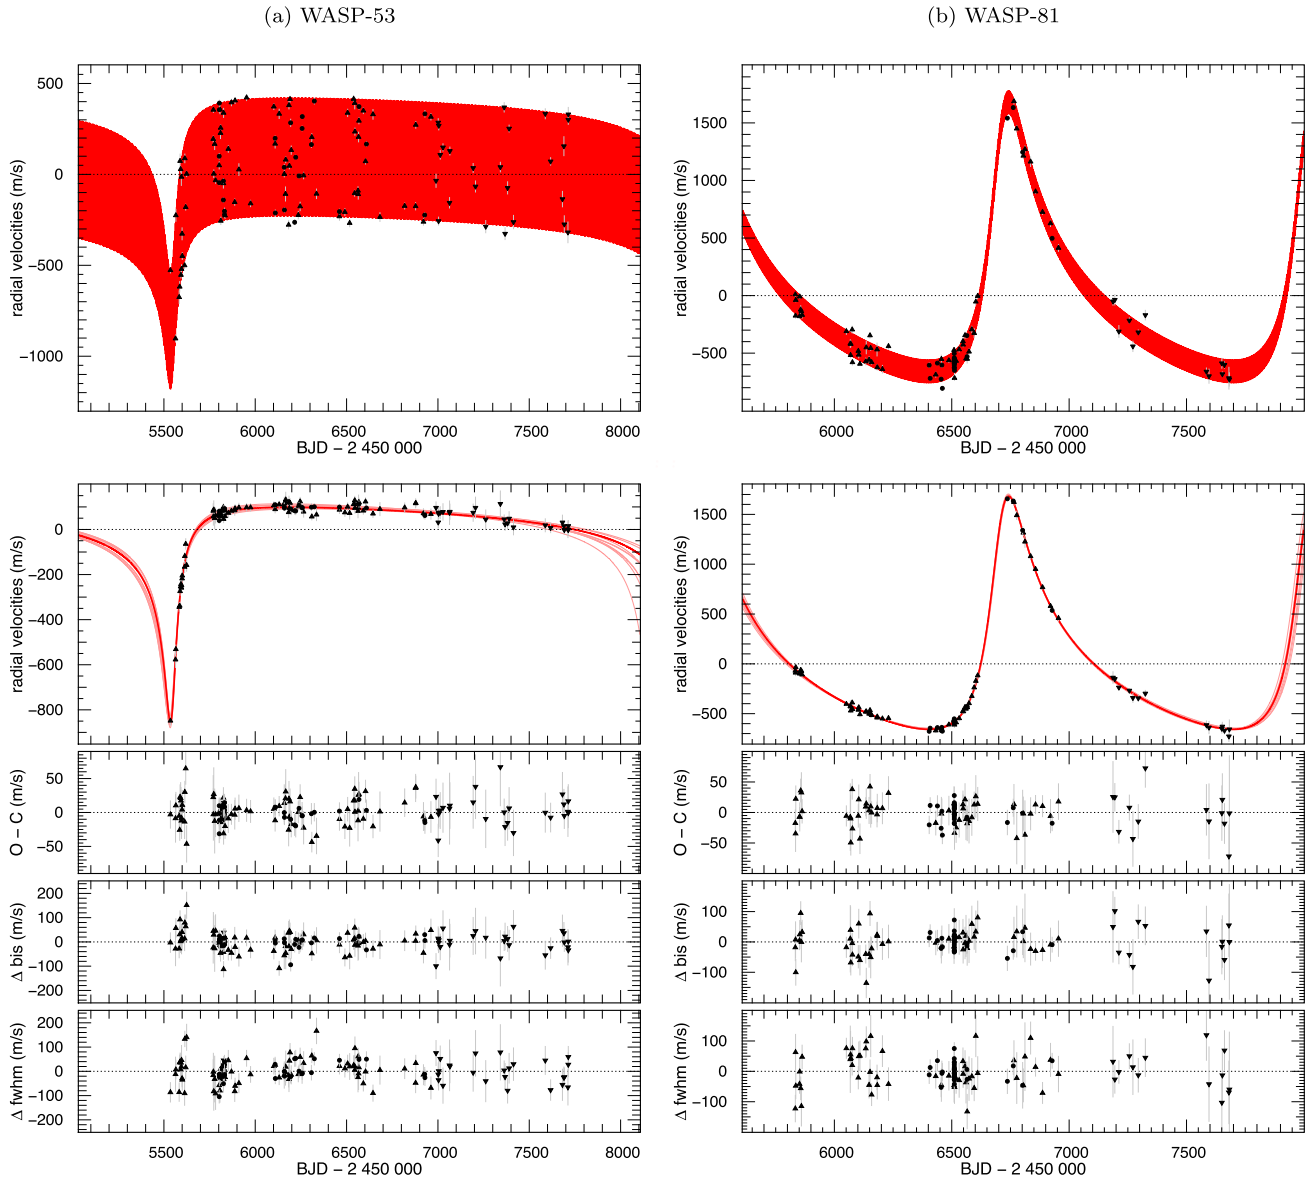 (a) WASP-53
(b) WASP-81
500
0
−500
−1000
radial velocities (m/s)
5500 6000 6500 7000 7500 8000
BJD − 2 450 000
1500
1000
500
0
−500
radial velocities (m/s)
6000 6500 7000 7500
BJD − 2 450 000
0
−200
−400
−600
−800
radial velocities (m/s)
50
0
−50
O − C (m/s)
200
100
0
−100
−200
Δ bis (m/s)
200
100
0
−100
−200
Δ fwhm (m/s)
5500 6000 6500 7000 7500 8000
BJD − 2 450 000
1500
1000
500
0
−500
radial velocities (m/s)
50
0
−50
O − C (m/s)
100
0
−100
Δ bis (m/s)
100
0
−100
Δ fwhm (m/s)
6000 6500 7000 7500
BJD − 2 450 000